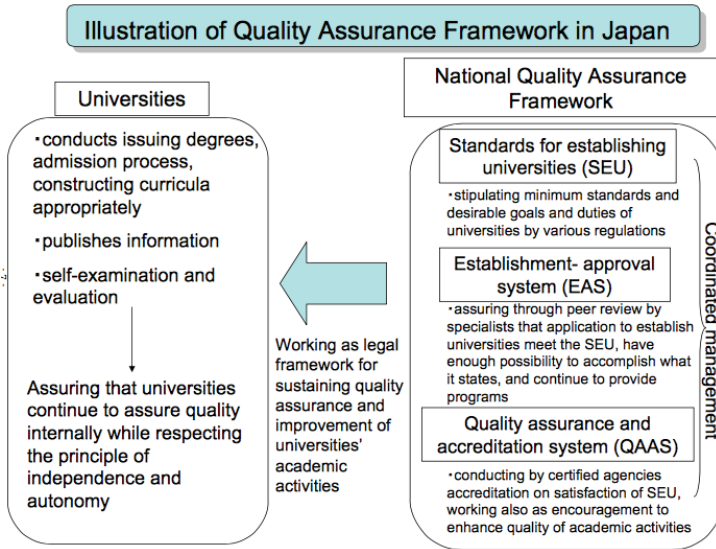 Illustration of Quality Assurance Framework in Japan
Universities
・conducts issuing degrees,
admission process,
constructing curricula
appropriately
・publishes information
・self-examination and
evaluation
Assuring that universities
continue to assure quality
internally while respecting
the principle of
independence and
autonomy
Working as legal
framework for
sustaining quality
assurance and
improvement of
universities'
academic
activities
National Quality Assurance
Framework
Standards for establishing
universities (SEU)
・stipulating minimum standards and
desirable goals and duties of
universities by various regulations
Establishment- approval
system (EAS)
・assuring through peer review by
specialists that application to establish
universities meet the SEU, have
enough possibility to accomplish what
it states, and continue to provide
programs
Quality assurance and
accreditation system (QAAS)
・conducting by certified agencies
accreditation on satisfaction of SEU,
working also as encouragement to
enhance quality of academic activities
Coordinated management